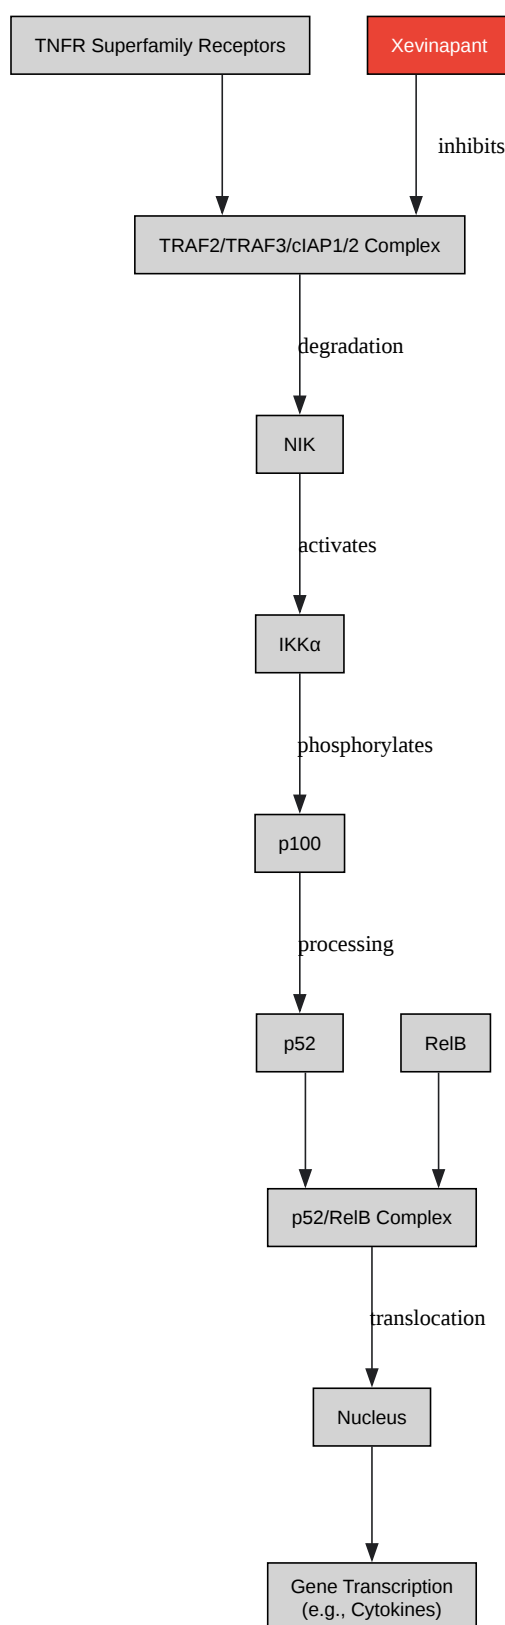 TNFR Superfamily Receptors
Xevinapant
inhibits
TRAF2/TRAF3/cIAP1/2 Complex
degradation
NIK
activates
IKKα
phosphorylates
p100
processing
p52
RelB
p52/RelB Complex
translocation
Nucleus
Gene Transcription
(e.g., Cytokines)